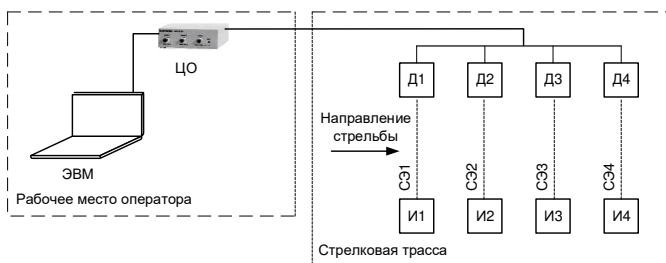 ЦО
ЭВМ
Рабочее место оператора
Д1 Д2 Д3 Д4
Направление
стрельбы
СЭ1 СЭ2 СЭ3 СЭ4
И1 И2 И3 И4
Стрелковая трасса